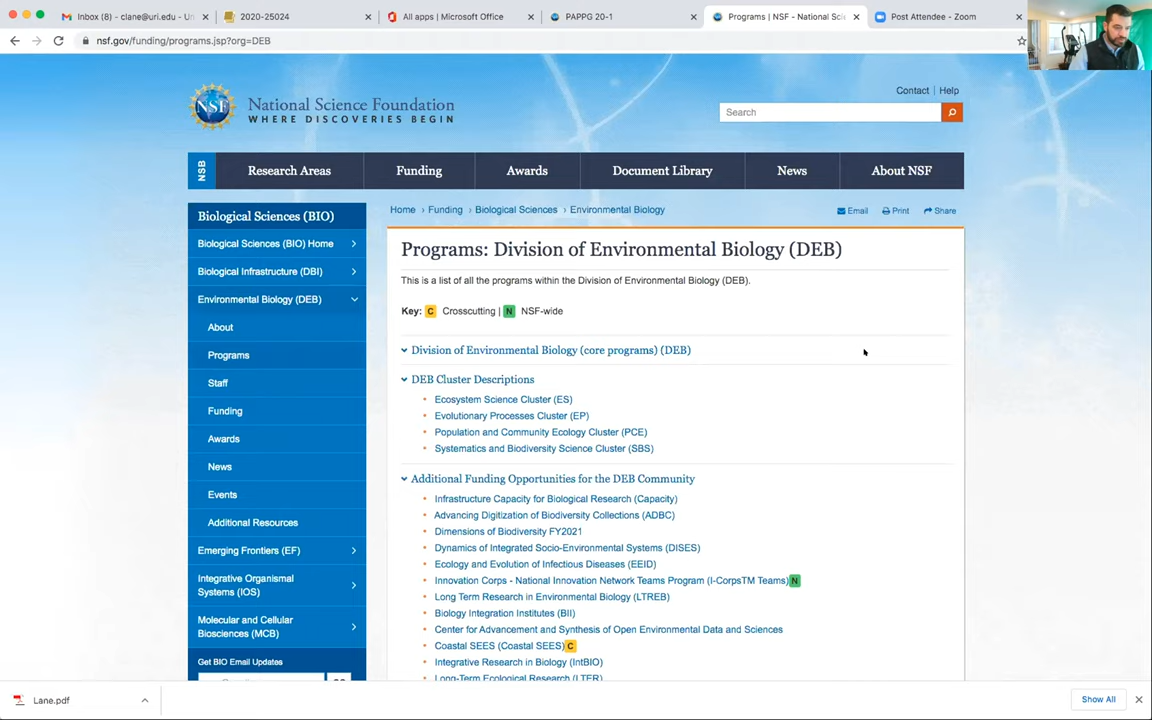 Inbox (8) - clane@uri.edu - Un
2020-25024
All apps | Microsoft Office
PAPPG 20-1
Programs | NSF - National Sci
Post Attendee - Zoom
nsf.gov/funding/programs.jsp?org=DEB
Contact | Help
NSF
National Science Foundation
WHERE DISCOVERIES BEGIN
Search
NSB
Research Areas
Funding
Awards
Document Library
News
About NSF
Biological Sciences (BIO)
Biological Sciences (BIO) Home
Biological Infrastructure (DBI)
Environmental Biology (DEB)
About
Programs
Staff
Funding
Awards
News
Events
Additional Resources
Emerging Frontiers (EF)
Integrative Organismal
Systems (IOS)
Molecular and Cellular
Biosciences (MCB)
Get BIO Email Updates
Home › Funding › Biological Sciences › Environmental Biology
Email
Print
Share
Programs: Division of Environmental Biology (DEB)
This is a list of all the programs within the Division of Environmental Biology (DEB).
Key: C Crosscutting | N NSF-wide
Division of Environmental Biology (core programs) (DEB)
DEB Cluster Descriptions
Ecosystem Science Cluster (ES)
Evolutionary Processes Cluster (EP)
Population and Community Ecology Cluster (PCE)
Systematics and Biodiversity Science Cluster (SBS)
Additional Funding Opportunities for the DEB Community
Infrastructure Capacity for Biological Research (Capacity)
Advancing Digitization of Biodiversity Collections (ADBC)
Dimensions of Biodiversity FY2021
Dynamics of Integrated Socio-Environmental Systems (DISES)
Ecology and Evolution of Infectious Diseases (EEID)
Innovation Corps - National Innovation Network Teams Program (I-CorpsTM Teams) N
Long Term Research in Environmental Biology (LTREB)
Biology Integration Institutes (BII)
Center for Advancement and Synthesis of Open Environmental Data and Sciences
Coastal SEES (Coastal SEES) C
Integrative Research in Biology (IntBIO)
Long-Term Ecological Research (LTER)
Lane.pdf
Show All